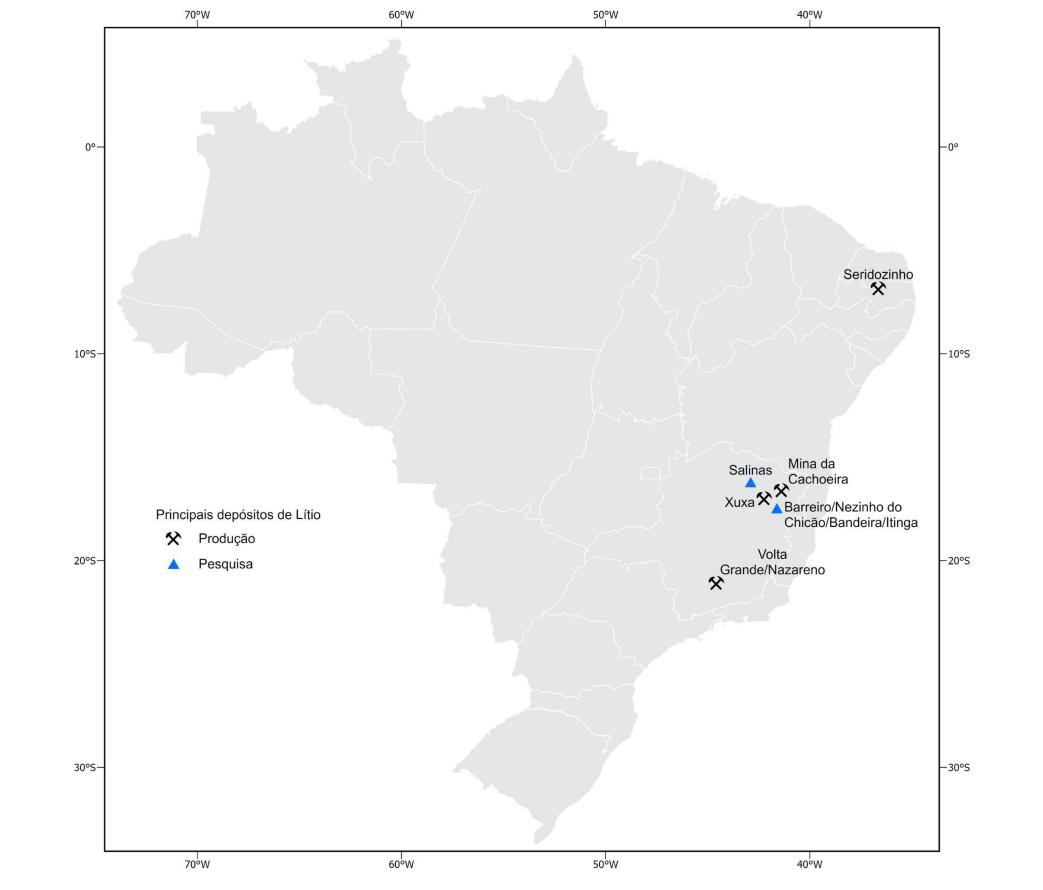 70°W 60°W 50°W 40°W
0° 0°
Seridozinho
10°S 10°S
Salinas
Mina da
Cachoeira
Xuxa
Barreiro/Nezinho do
Chicão/Bandeira/Itinga
Principais depósitos de Lítio
Produção
Pesquisa
20°S 20°S
Volta
Grande/Nazareno
30°S 30°S
70°W 60°W 50°W 40°W